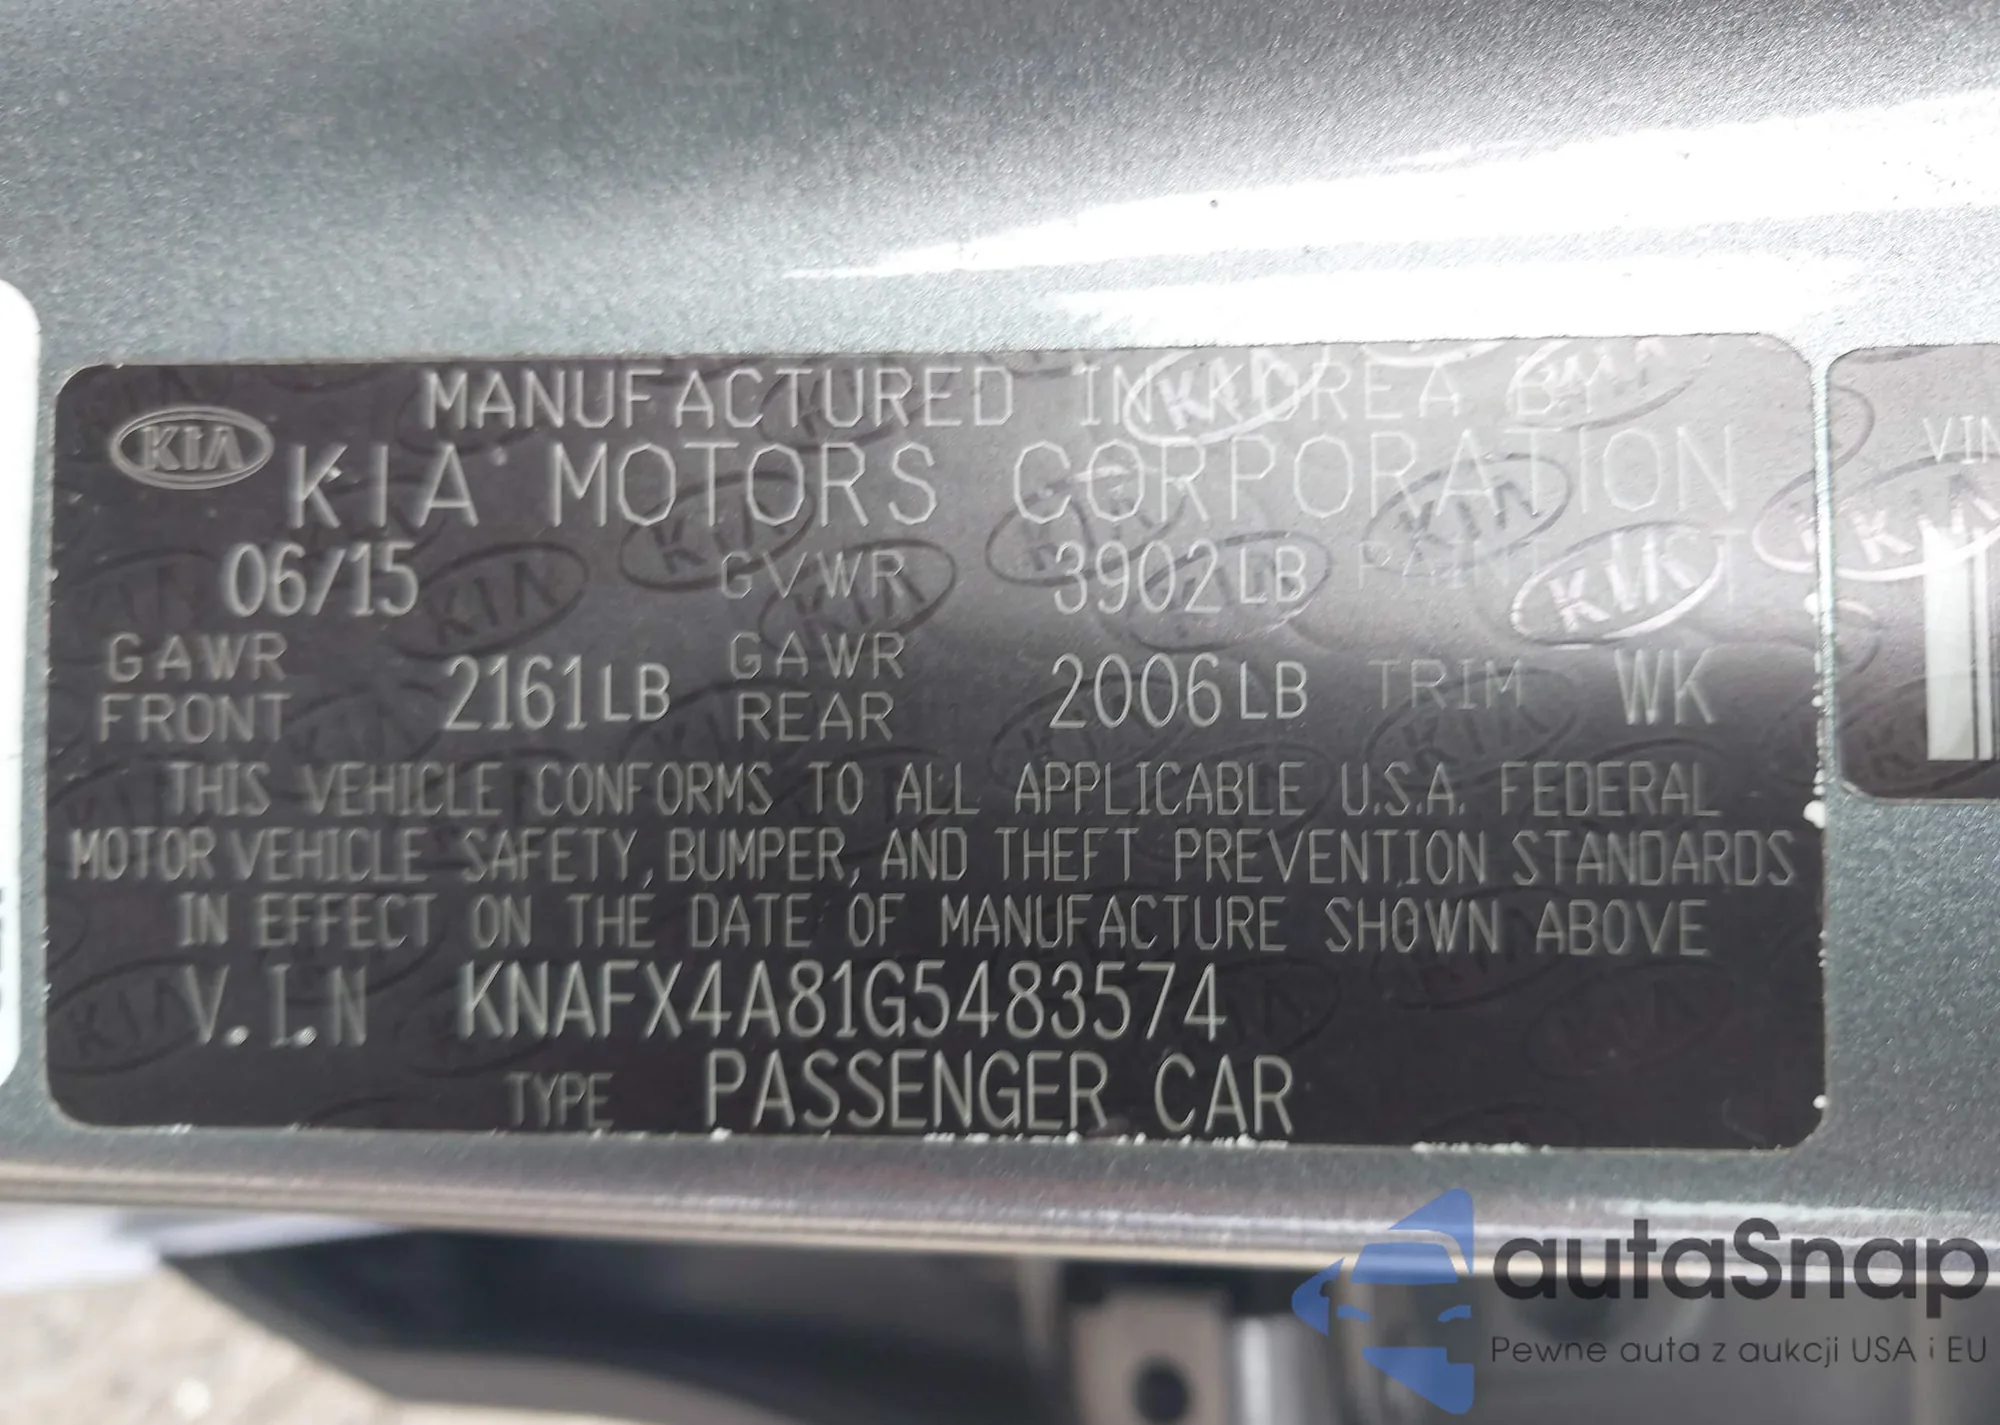 MANUFACTURED IN KOREA BY
KIA KIA MOTORS CORPORATION
06/15 GVWR 3902LB PAINT
GAWR FRONT 2161LB GAWR REAR 2006LB TRIM WK
THIS VEHICLE CONFORMS TO ALL APPLICABLE U.S.A. FEDERAL
MOTOR VEHICLE SAFETY, BUMPER, AND THEFT PREVENTION STANDARDS
IN EFFECT ON THE DATE OF MANUFACTURE SHOWN ABOVE
V.I.N KNAFX4A81G5483574
TYPE PASSENGER CAR
VIN
autaSnap
Pewne auta z aukcji USA i EU